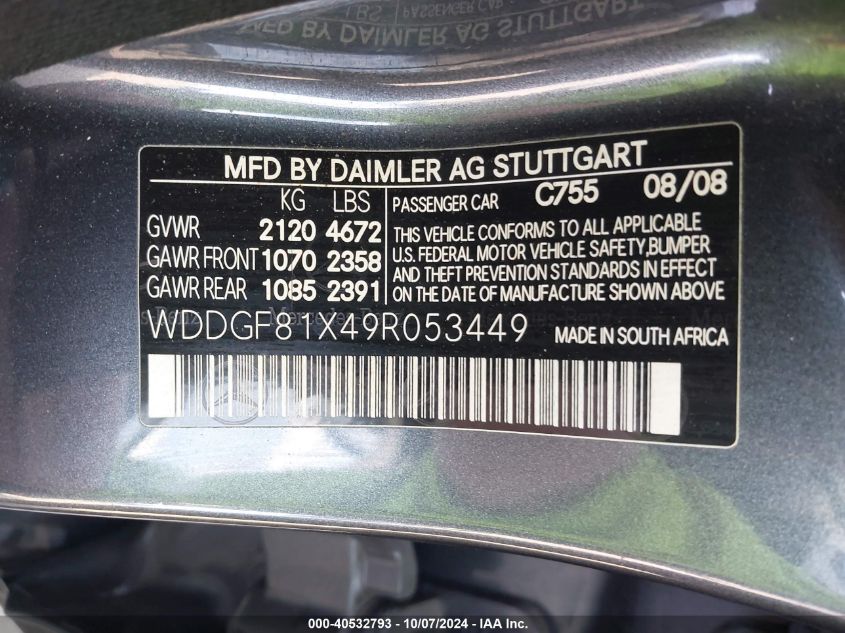 MFD BY DAIMLER AG STUTTGART
KG LBS
GVWR 2120 4672
GAWR FRONT 1070 2358
GAWR REAR 1085 2391
PASSENGER CAR C755 08/08
THIS VEHICLE CONFORMS TO ALL APPLICABLE
U.S. FEDERAL MOTOR VEHICLE SAFETY,BUMPER
AND THEFT PREVENTION STANDARDS IN EFFECT
ON THE DATE OF MANUFACTURE SHOWN ABOVE
WDDGF81X49R053449 MADE IN SOUTH AFRICA
000-40532793 - 10/07/2024 - IAA Inc.